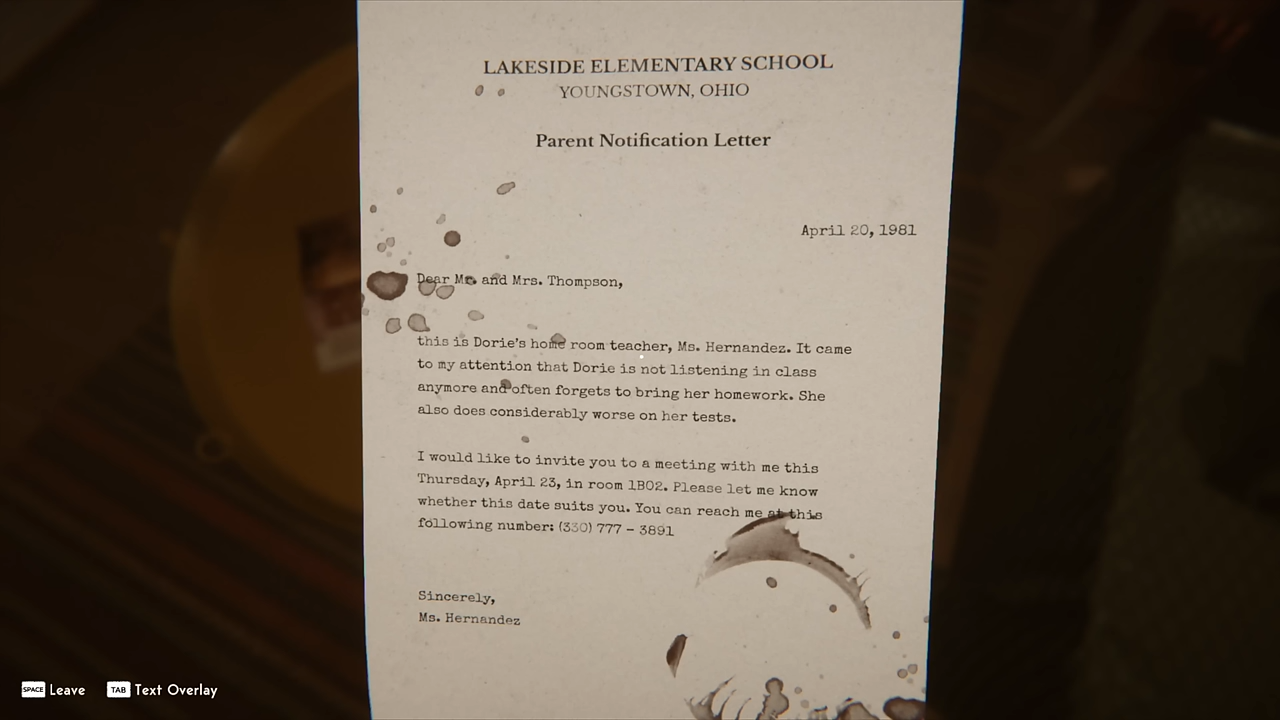 LAKESIDE ELEMENTARY SCHOOL
YOUNGSTOWN, OHIO
Parent Notification Letter
April 20, 1981
Dear Mr. and Mrs. Thompson,
this is Dorie's home room teacher, Ms. Hernandez. It came
to my attention that Dorie is not listening in class
anymore and often forgets to bring her homework. She
also does considerably worse on her tests.
I would like to invite you to a meeting with me this
Thursday, April 23, in room 1B02. Please let me know
whether this date suits you. You can reach me at this
following number: (330) 777 - 3891
Sincerely,
Ms. Hernandez
SPACE Leave TAB Text Overlay